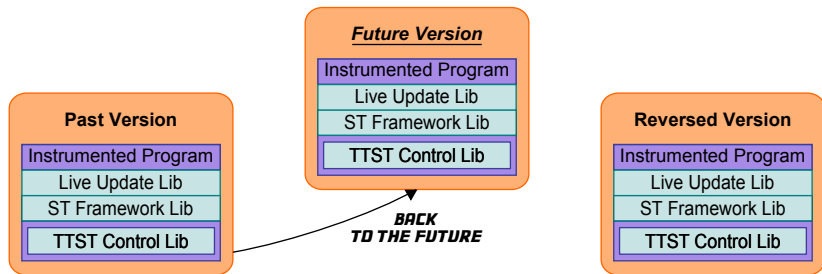 Future Version
Instrumented Program
Live Update Lib
ST Framework Lib
TTST Control Lib
Past Version
Instrumented Program
Live Update Lib
ST Framework Lib
TTST Control Lib
BACK
TO THE FUTURE
Reversed Version
Instrumented Program
Live Update Lib
ST Framework Lib
TTST Control Lib